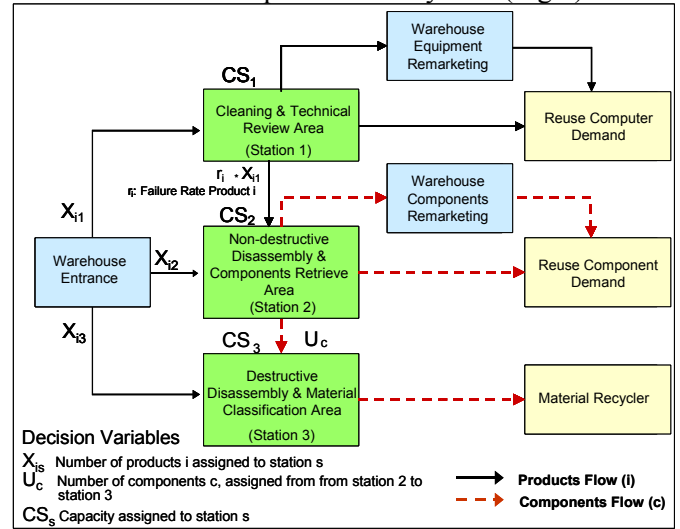 Warehouse
Equipment
Remarketing
CS1
Cleaning & Technical
Review Area
(Station 1)
Reuse Computer
Demand
ri * Xi1
ri: Failure Rate Product i
Warehouse
Components
Remarketing
Xi1
CS2
Non-destructive
Disassembly &
Components Retrieve
Area
(Station 2)
Warehouse
Entrance
Xi2
Reuse Component
Demand
Xi3
CS3
Uc
Destructive
Disassembly & Material
Classification Area
(Station 3)
Material Recycler
Decision Variables
Xis Number of products i assigned to station s
Uc Number of components c, assigned from from station 2 to
station 3
CSs Capacity assigned to station s
Products Flow (i)
Components Flow (c)